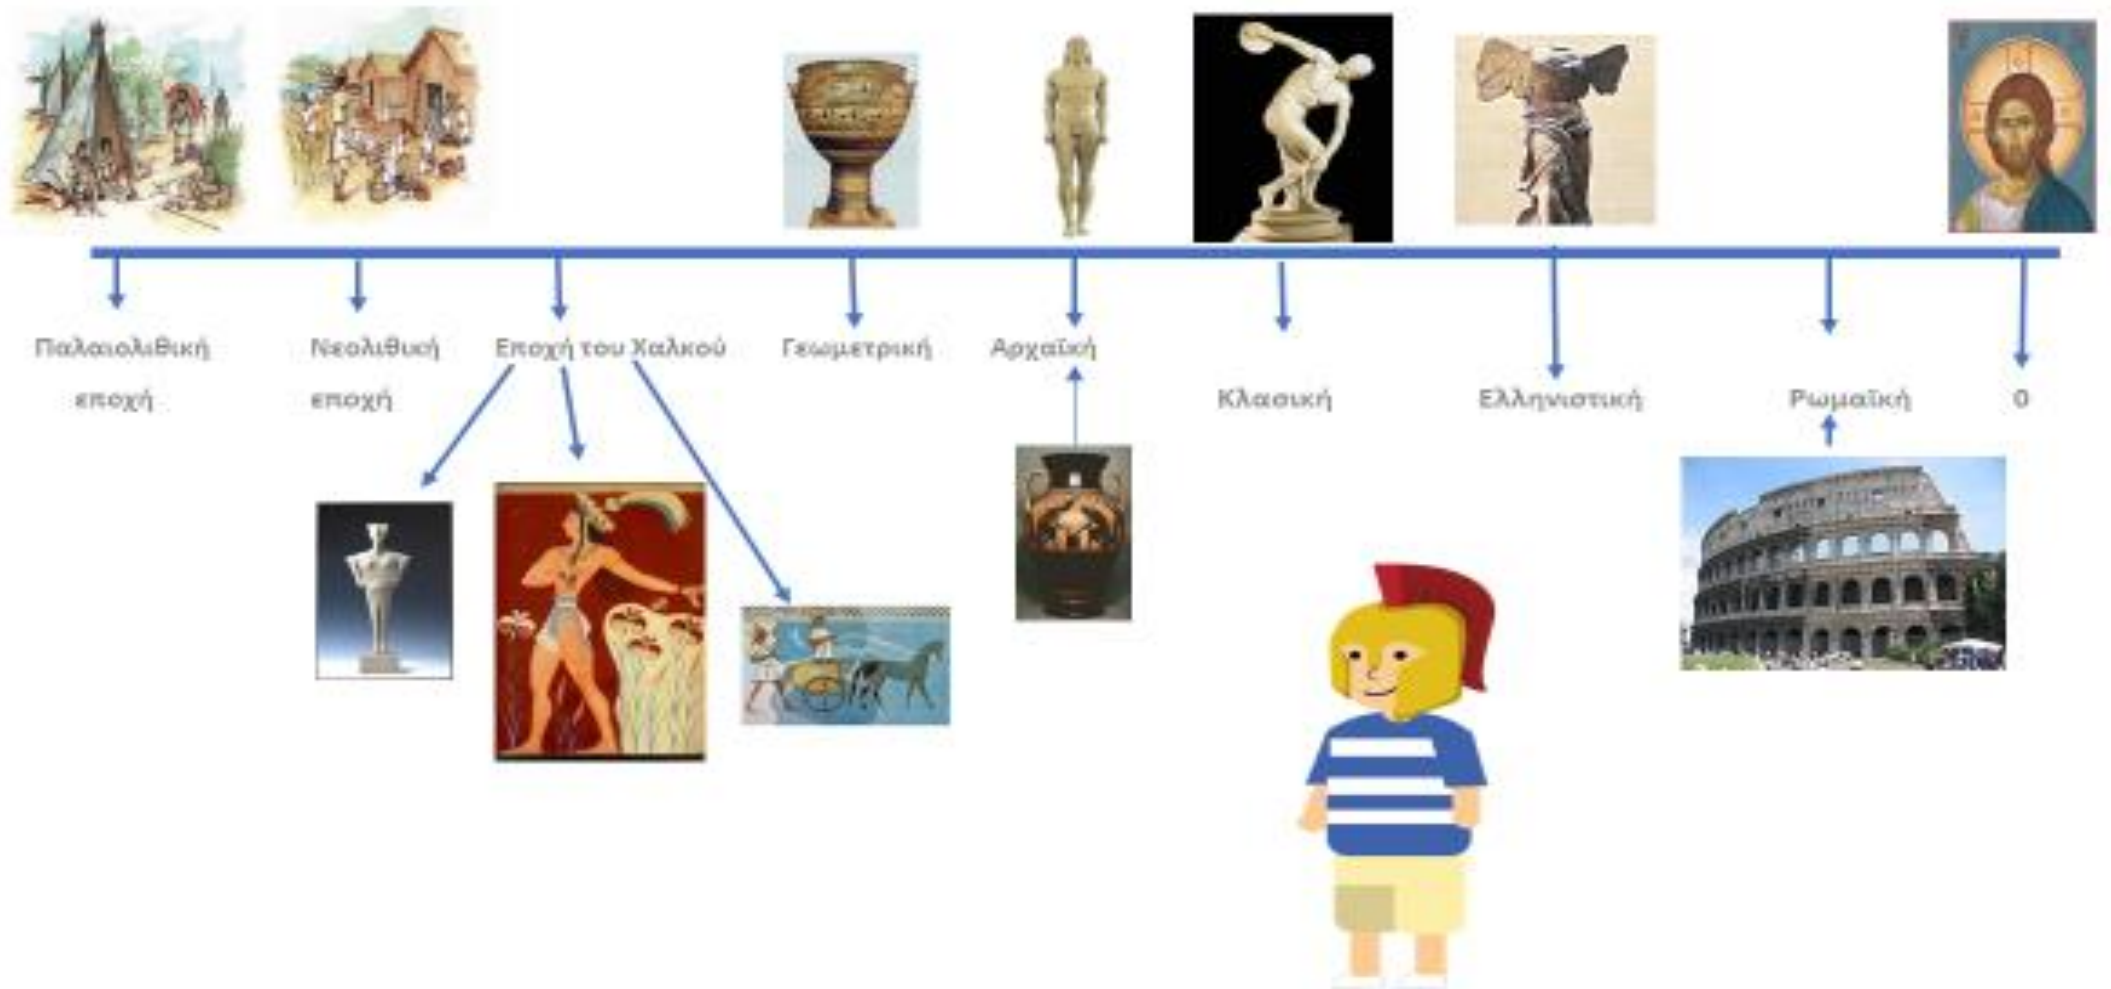 Παλαιολιθική
εποχή
Νεολιθική
εποχή
Εποχή του Χαλκού
Γεωμετρική
Αρχαϊκή
Κλασική
Ελληνιστική
Ρωμαϊκή
0